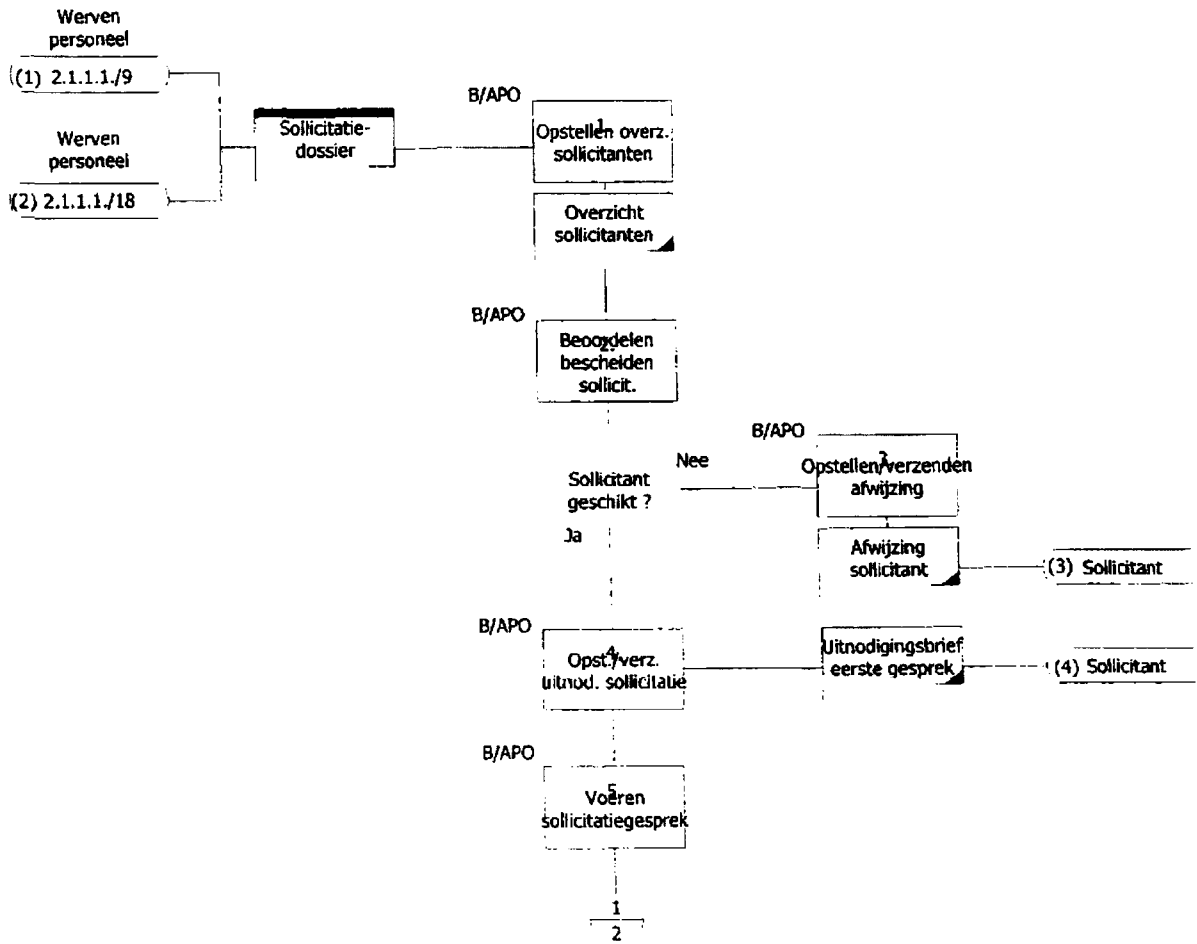 Werven
personeel
(1) 2.1.1.1./9
Werven
personeel
(2) 2.1.1.1./18
Sollicitatie-
dossier
B/APO
1.
Opstellen overz.
sollicitanten
Overzicht
sollicitanten
B/APO
2.
Beoordelen
bescheiden
sollicit.
Sollicitant
geschikt ?
Nee
Ja
B/APO
3
Opstellen/verzenden
afwijzing
Afwijzing
sollicitant
(3) Sollicitant
B/APO
4.
Opst./verz.
uitnod. sollicitatie
Uitnodigingsbrief
eerste gesprek
(4) Sollicitant
B/APO
5.
Voeren
sollicitatiegesprek
1
2